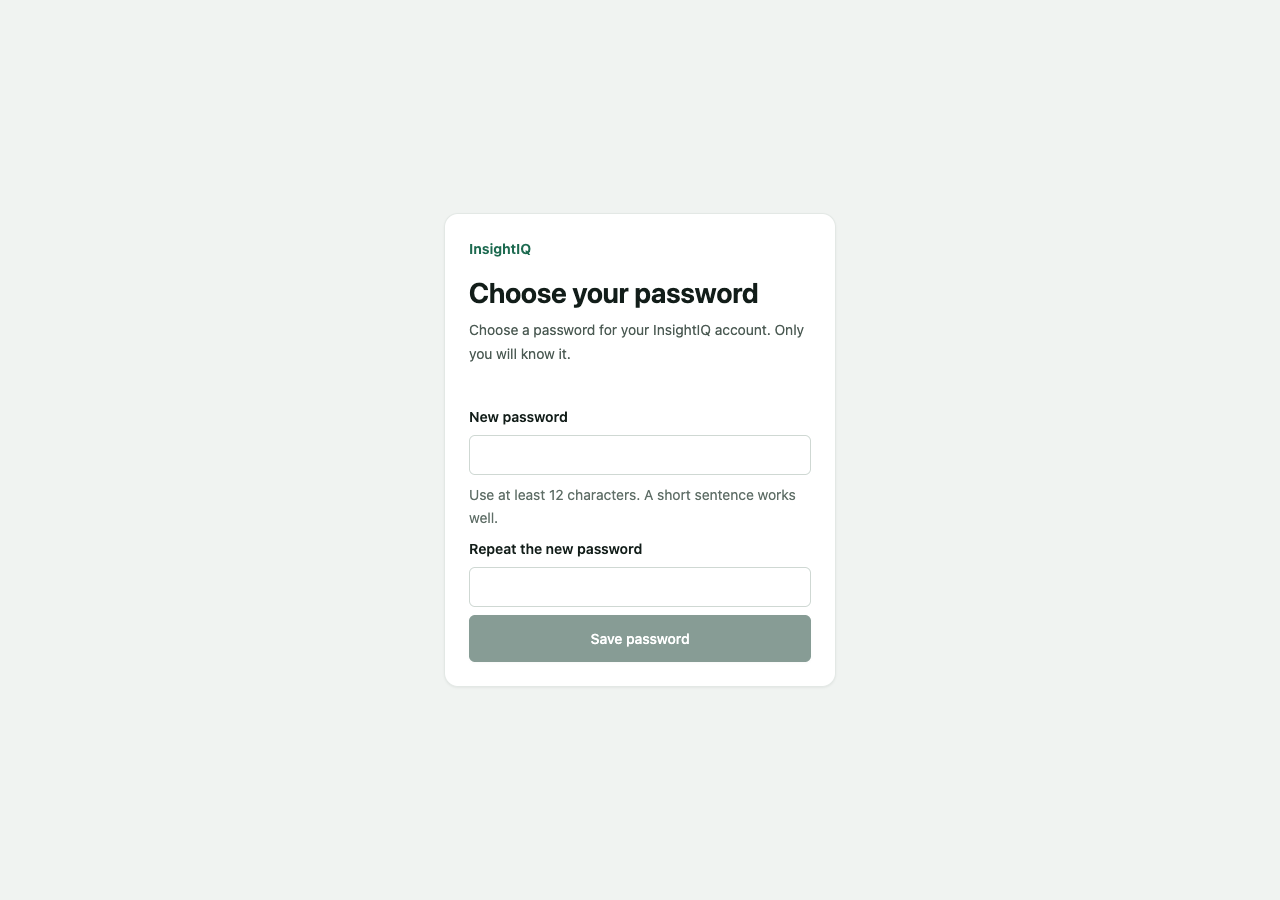 InsightIQ
Choose your password
Choose a password for your InsightIQ account. Only
you will know it.
New password
Use at least 12 characters. A short sentence works
well.
Repeat the new password
Save password